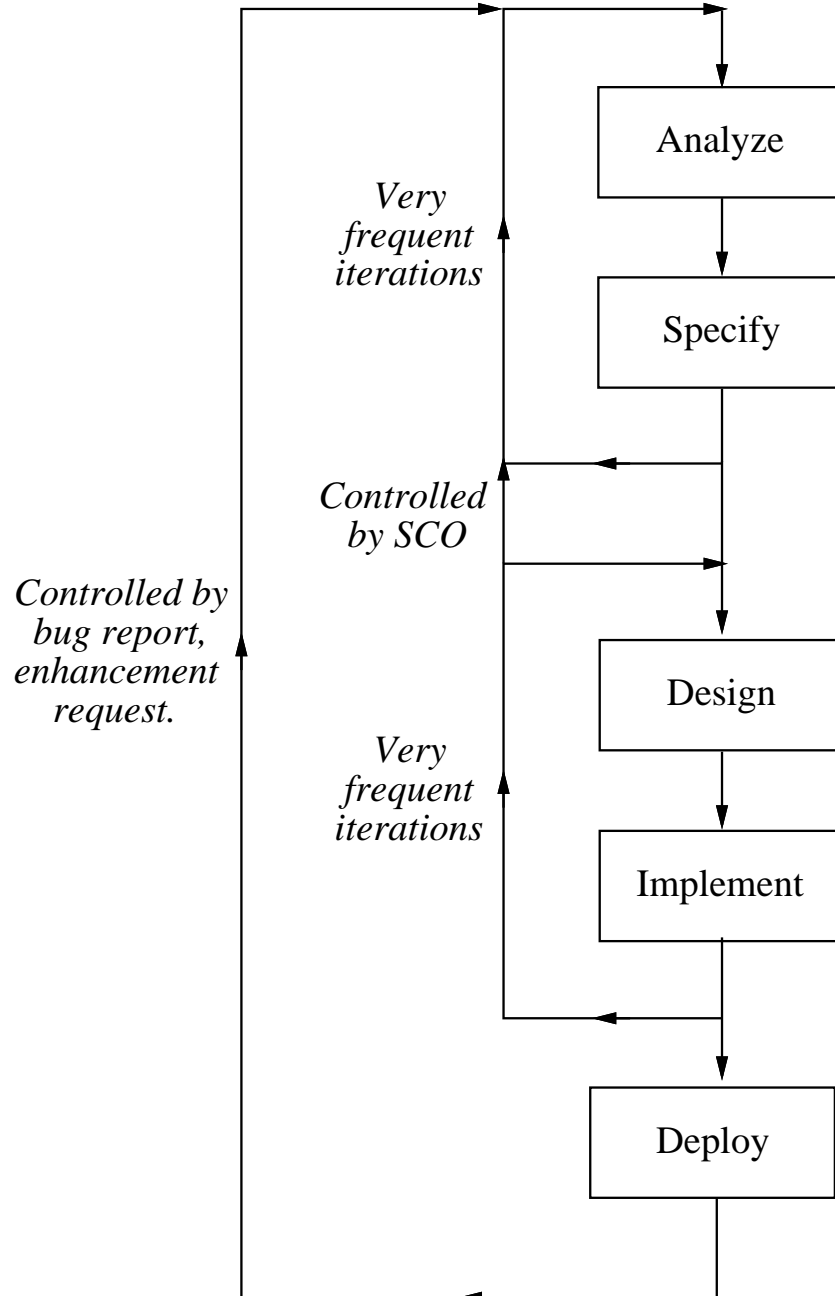 Analyze
Very
frequent
iterations
Specify
Controlled
by SCO
Controlled by
bug report,
enhancement
request.
Design
Very
frequent
iterations
Implement
Deploy